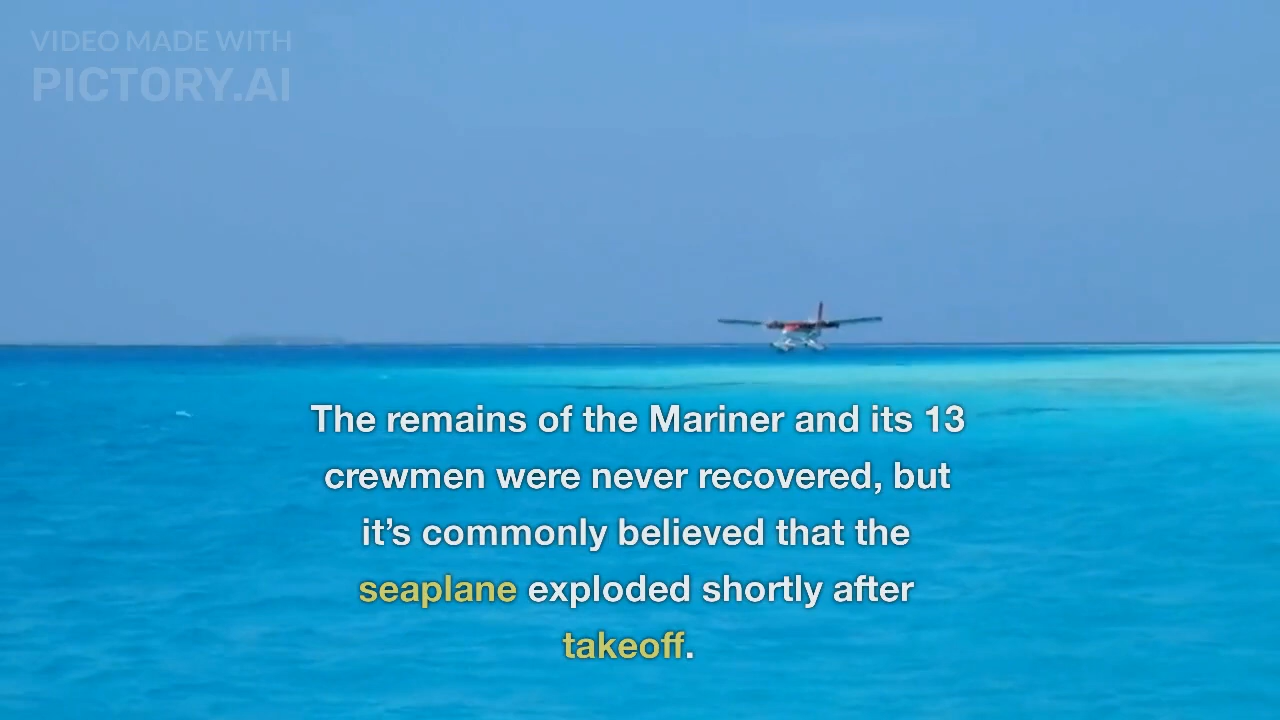 VIDEO MADE WITH
PICTORY.AI
The remains of the Mariner and its 13
crewmen were never recovered, but
it’s commonly believed that the
seaplane exploded shortly after
takeoff.